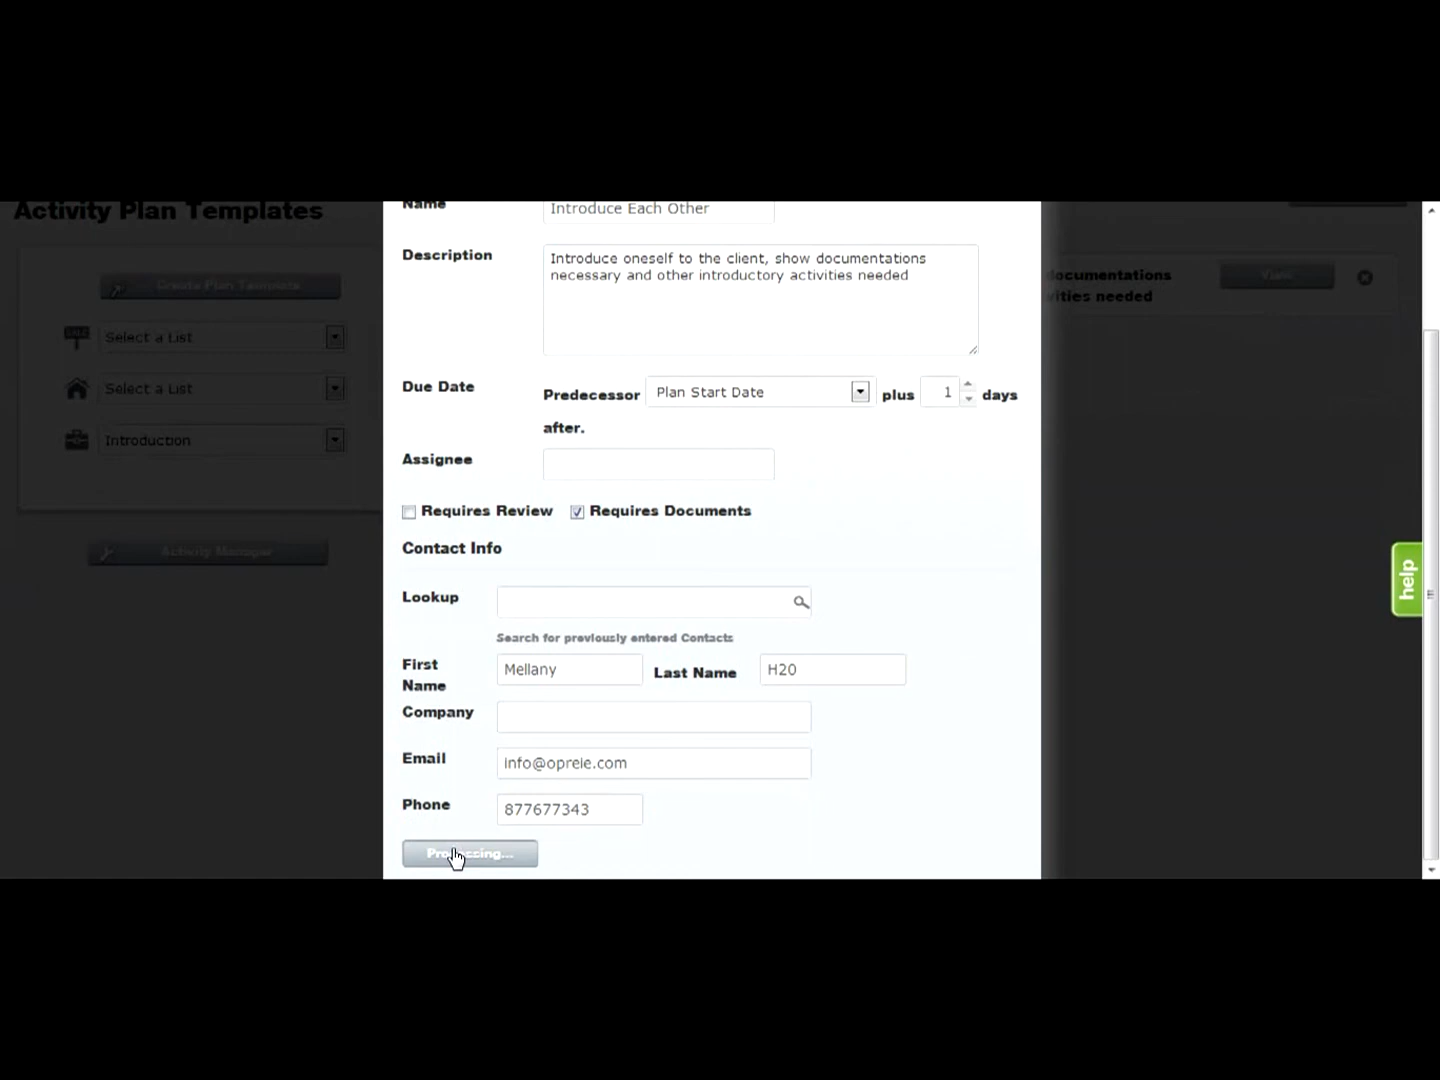 Activity Plan Templates
Create Plan Template
SALE
Select a List
Select a List
Introduction
Activity Manager
Name
Introduce Each Other
Description
Introduce oneself to the client, show documentations
necessary and other introductory activities needed
Due Date
Predecessor Plan Start Date plus 1 days
after.
Assignee
Requires Review Requires Documents
Contact Info
Lookup
Search for previously entered Contacts
First
Name
Mellany
Last Name
H20
Company
Email
info@opreie.com
Phone
877677343
Processing...
documentations
vities needed
View
help